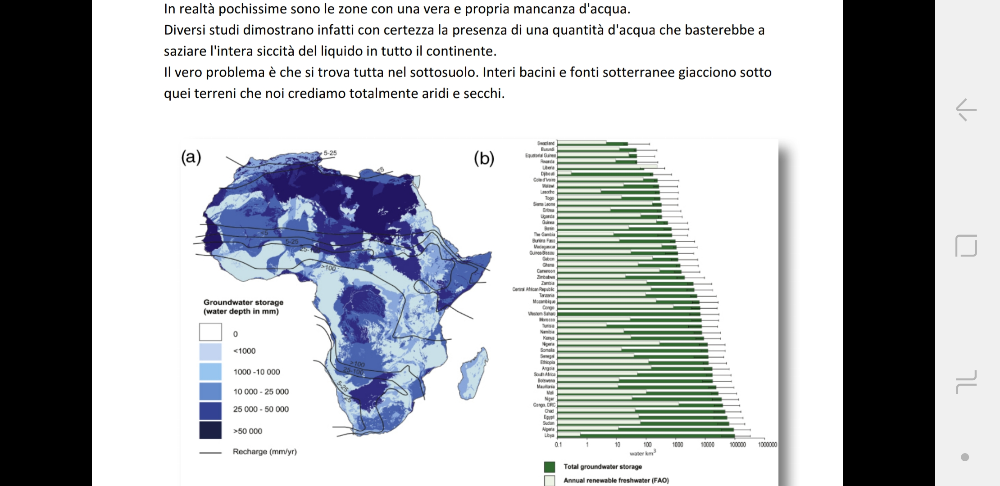 In realtà pochissime sono le zone con una vera e propria mancanza d'acqua.
Diversi studi dimostrano infatti con certezza la presenza di una quantità d'acqua che basterebbe a
saziare l'intera siccità del liquido in tutto il continente.
Il vero problema è che si trova tutta nel sottosuolo. Interi bacini e fonti sotterranee giacciono sotto
quei terreni che noi crediamo totalmente aridi e secchi.
(a)
5-25
<5
<5
5-25
25-
>100
>100
25-100
5-25
<5
Groundwater storage
(water depth in mm)
0
<1000
1000 -10 000
10 000 - 25 000
25 000 - 50 000
>50 000
Recharge (mm/yr)
(b)
Swaziland
Burundi
Equatorial Guinea
Rwanda
Liberia
Djibouti
Cote d'Ivoire
Malawi
Lesotho
Togo
Sierra Leone
Eritrea
Uganda
Guinea
Benin
The Gambia
Burkina Faso
Madagascar
Guinea-Bissau
Gabon
Ghana
Cameroon
Zimbabwe
Zambia
Central African Republic
Tanzania
Mozambique
Congo
Western Sahara
Morocco
Tunisia
Namibia
Kenya
Nigeria
Somalia
Senegal
Ethiopia
Angola
South Africa
Botswana
Mauritania
Mali
Niger
Congo, DRC
Chad
Egypt
Sudan
Algeria
Libya
0.1 1 10 100 1000 10000 100000 1000000
water km³
Total groundwater storage
Annual renewable freshwater (FAO)